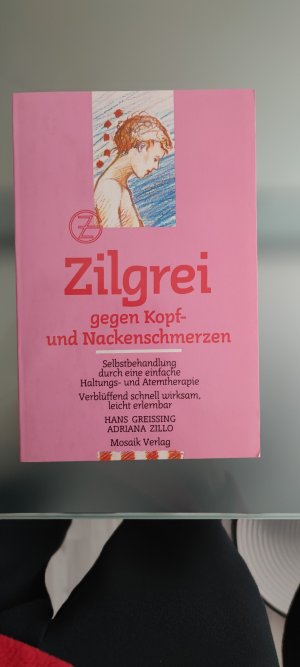 Z
Zilgrei
gegen Kopf-
und Nackenschmerzen
Selbstbehandlung
durch eine einfache
Haltungs- und Atemtherapie
Verblüffend schnell wirksam,
leicht erlernbar
HANS GREISSING
ADRIANA ZILLO
Mosaik Verlag